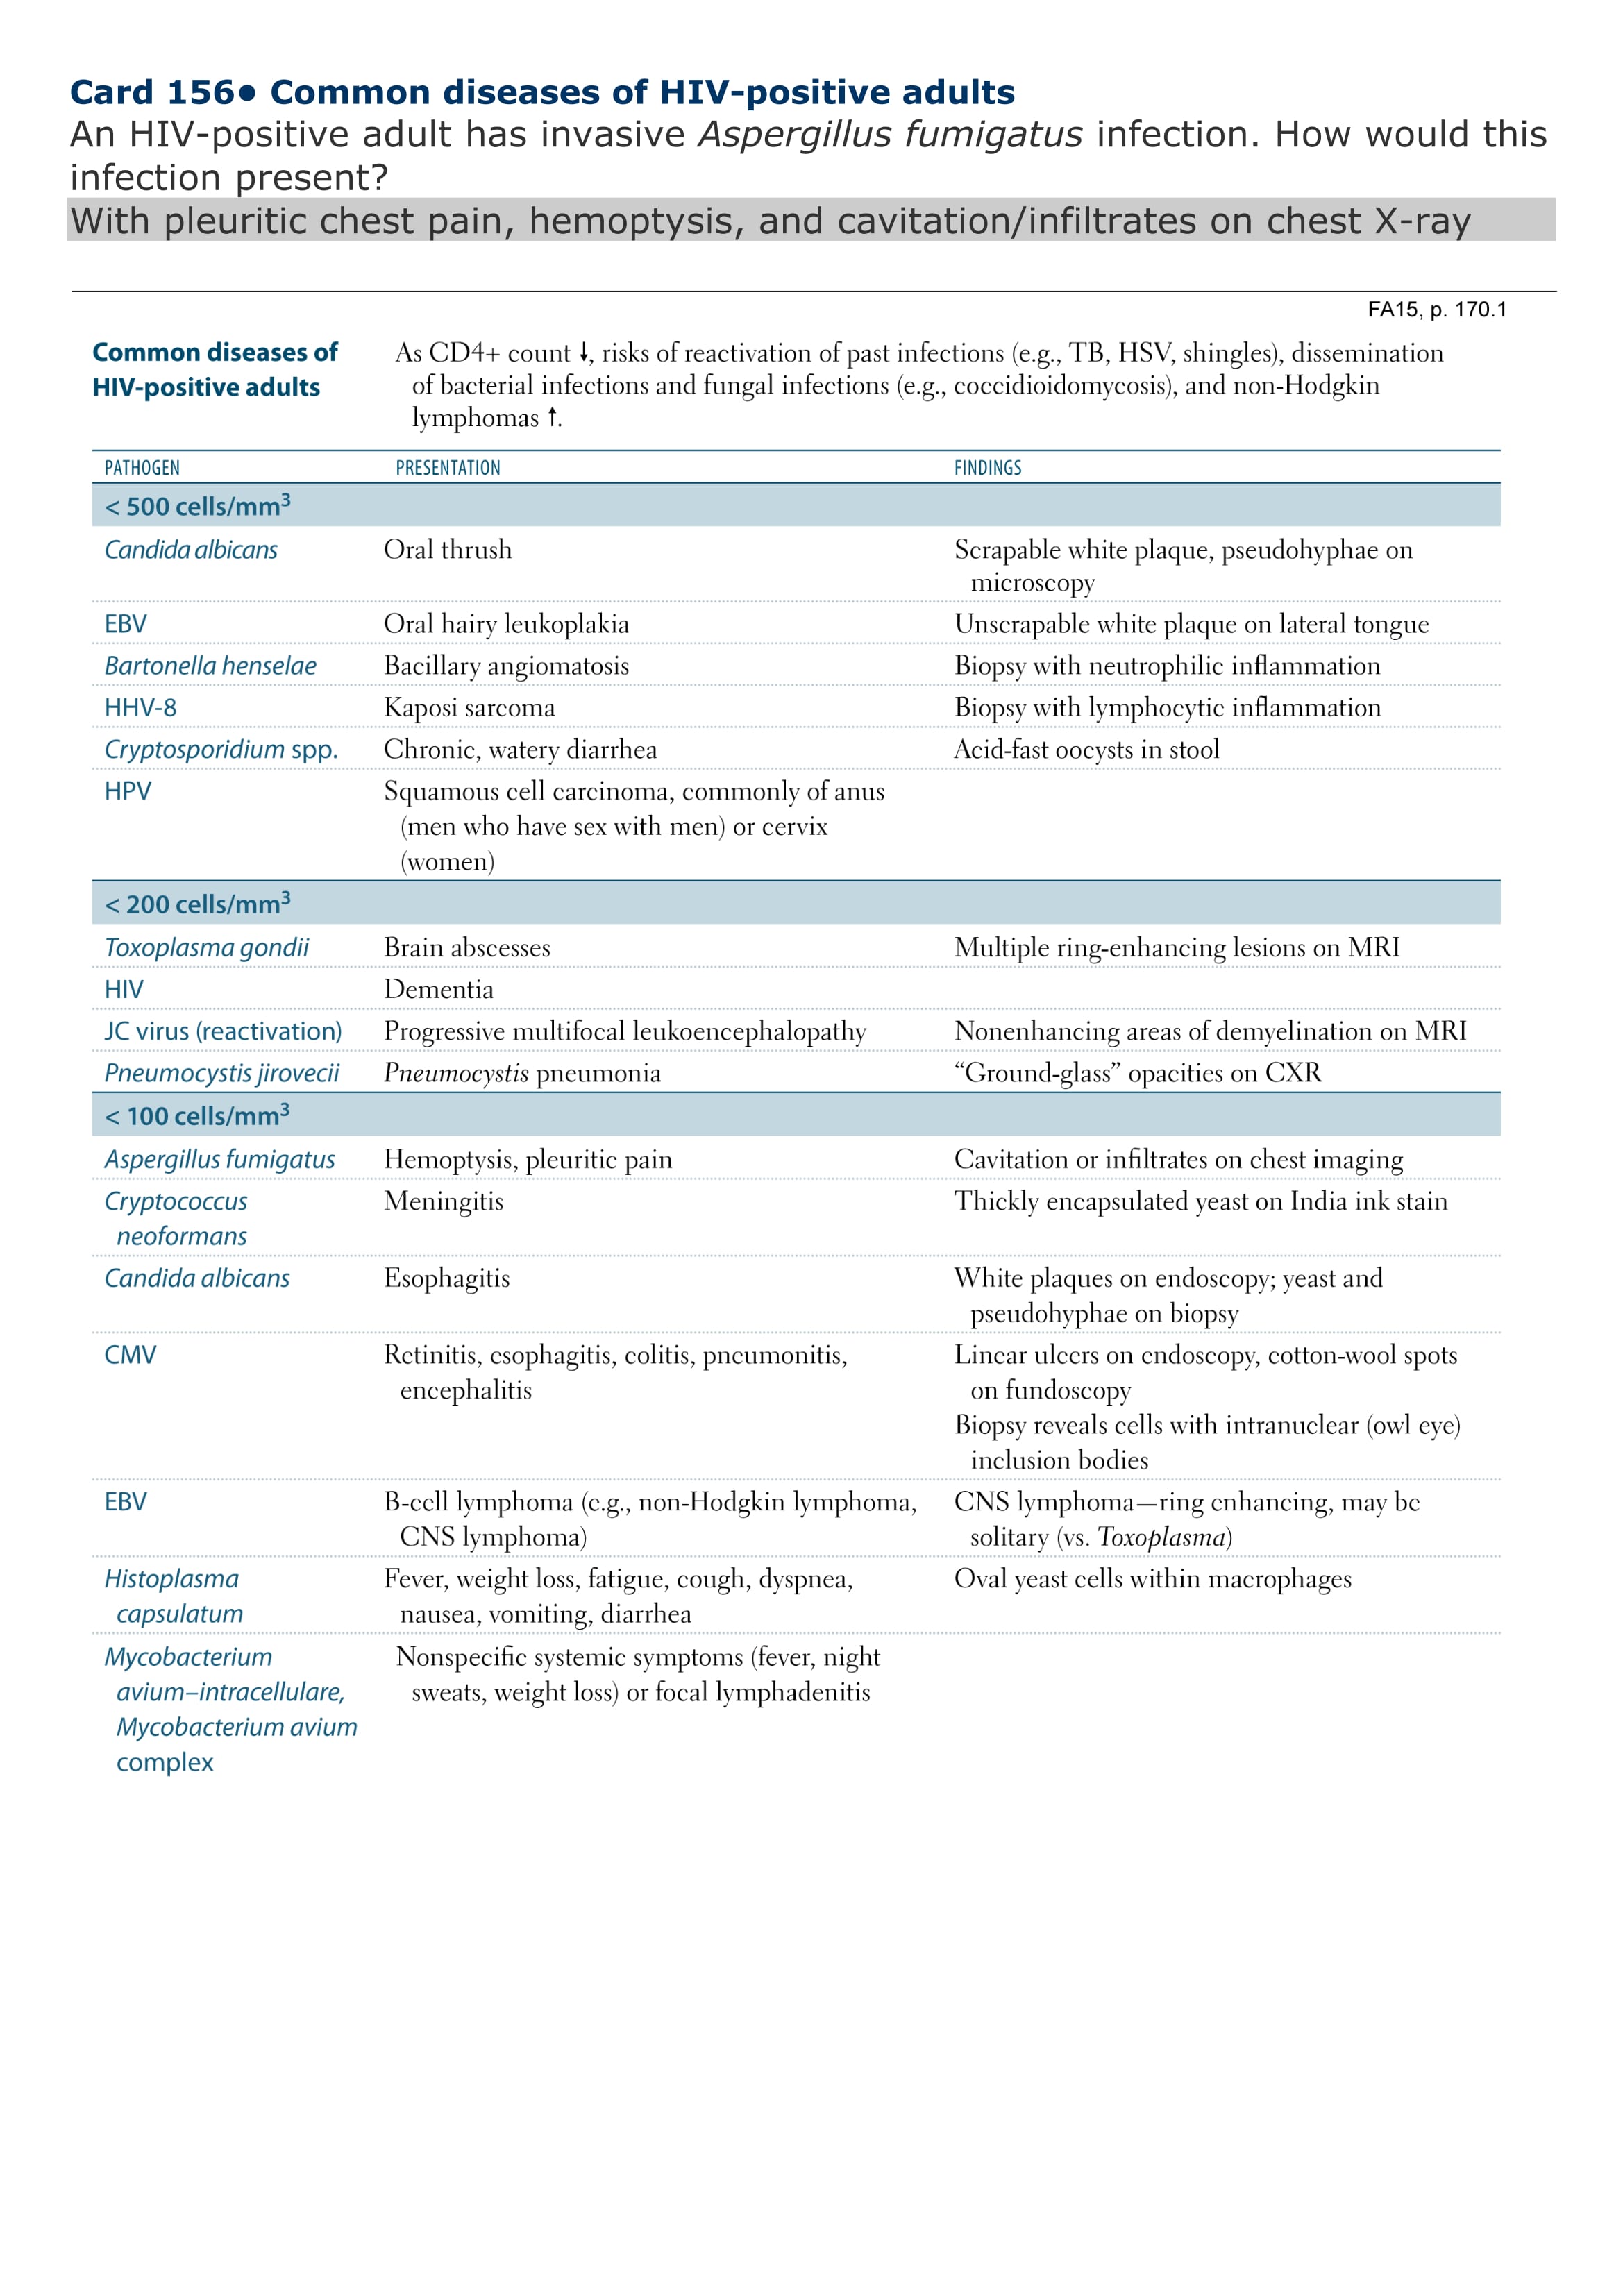 Card 156● Common diseases of HIV-positive adults
An HIV-positive adult has invasive Aspergillus fumigatus infection. How would this
infection present?
With pleuritic chest pain, hemoptysis, and cavitation/infiltrates on chest X-ray
FA15, p. 170.1
Common diseases of
HIV-positive adults
As CD4+ count ↓, risks of reactivation of past infections (e.g., TB, HSV, shingles), dissemination
of bacterial infections and fungal infections (e.g., coccidioidomycosis), and non-Hodgkin
lymphomas ↑.
PATHOGEN PRESENTATION FINDINGS
< 500 cells/mm³
Candida albicans Oral thrush Scrapable white plaque, pseudohyphae on
microscopy
EBV Oral hairy leukoplakia Unscrapable white plaque on lateral tongue
Bartonella henselae Bacillary angiomatosis Biopsy with neutrophilic inflammation
HHV-8 Kaposi sarcoma Biopsy with lymphocytic inflammation
Cryptosporidium spp. Chronic, watery diarrhea Acid-fast oocysts in stool
HPV Squamous cell carcinoma, commonly of anus
(men who have sex with men) or cervix
(women)
< 200 cells/mm³
Toxoplasma gondii Brain abscesses Multiple ring-enhancing lesions on MRI
HIV Dementia
JC virus (reactivation) Progressive multifocal leukoencephalopathy Nonenhancing areas of demyelination on MRI
Pneumocystis jirovecii Pneumocystis pneumonia “Ground-glass” opacities on CXR
< 100 cells/mm³
Aspergillus fumigatus Hemoptysis, pleuritic pain Cavitation or infiltrates on chest imaging
Cryptococcus Meningitis Thickly encapsulated yeast on India ink stain
neoformans
Candida albicans Esophagitis White plaques on endoscopy; yeast and
pseudohyphae on biopsy
CMV Retinitis, esophagitis, colitis, pneumonitis, Linear ulcers on endoscopy, cotton-wool spots
encephalitis on fundoscopy
Biopsy reveals cells with intranuclear (owl eye)
inclusion bodies
EBV B-cell lymphoma (e.g., non-Hodgkin lymphoma, CNS lymphoma—ring enhancing, may be
CNS lymphoma) solitary (vs. Toxoplasma)
Histoplasma Fever, weight loss, fatigue, cough, dyspnea, Oval yeast cells within macrophages
capsulatum nausea, vomiting, diarrhea
Mycobacterium Nonspecific systemic symptoms (fever, night
avium–intracellulare, sweats, weight loss) or focal lymphadenitis
Mycobacterium avium
complex